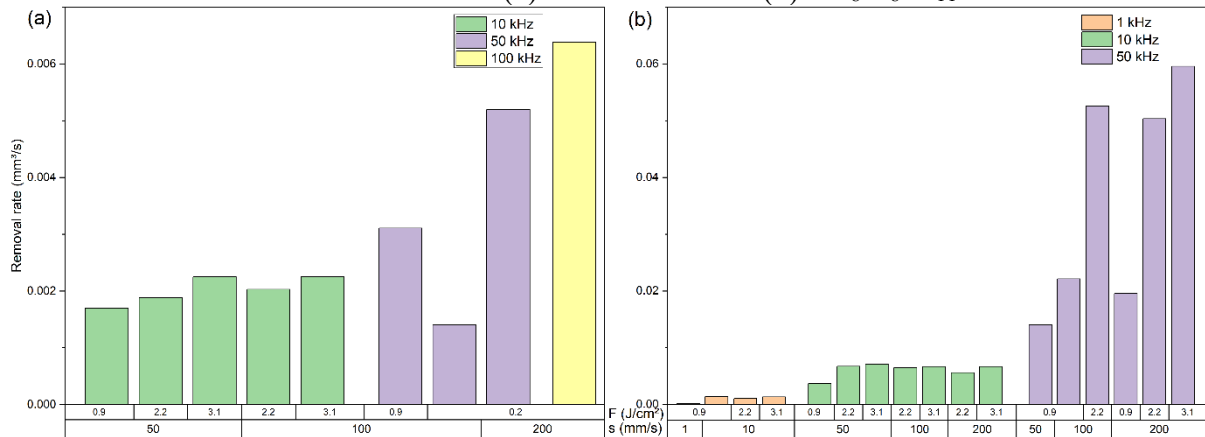 (a)
10 kHz
50 kHz
100 kHz
Removal rate (mm³/s)
0.006
0.004
0.002
0.000
0.9 2.2 3.1 2.2 3.1 0.9 0.2
50 100 200
(b)
1 kHz
10 kHz
50 kHz
0.06
0.04
0.02
0.00
F (J/cm²) 0.9 2.2 3.1 0.9 2.2 3.1 2.2 3.1 2.2 3.1 0.9 2.2 0.9 2.2 3.1
s (mm/s) 1 10 50 100 200 50 100 200